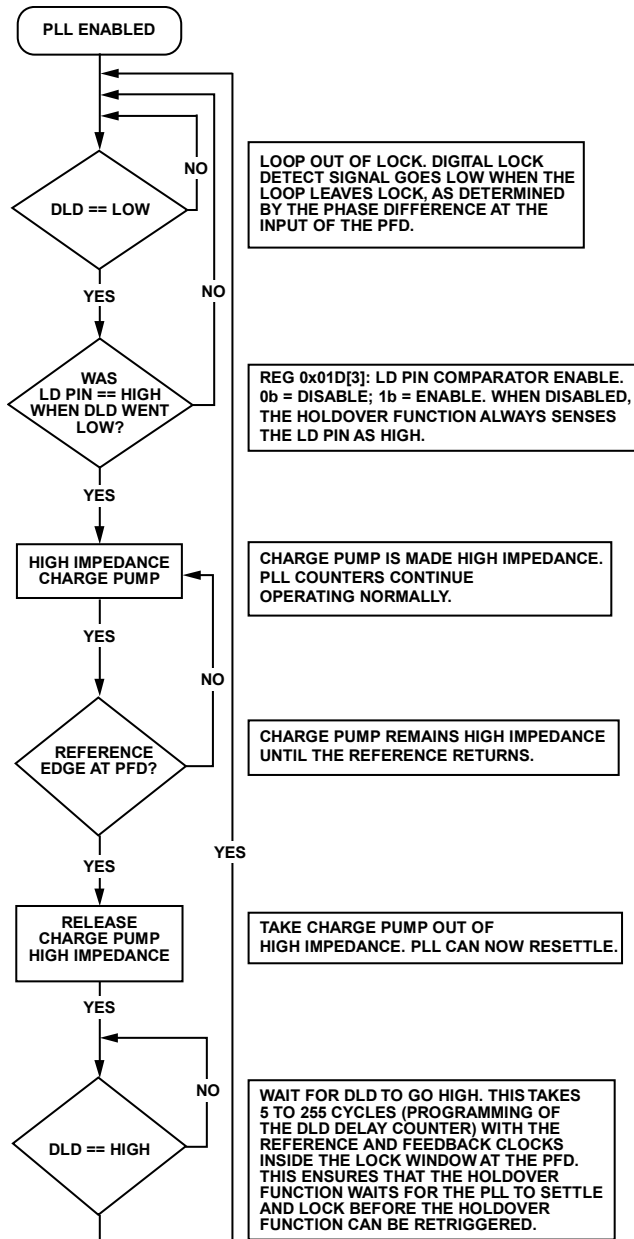 PLL ENABLED
NO
DLD == LOW
LOOP OUT OF LOCK. DIGITAL LOCK
DETECT SIGNAL GOES LOW WHEN THE
LOOP LEAVES LOCK, AS DETERMINED
BY THE PHASE DIFFERENCE AT THE
INPUT OF THE PFD.
YES
NO
WAS
LD PIN == HIGH
WHEN DLD WENT
LOW?
REG 0x01D[3]: LD PIN COMPARATOR ENABLE.
0b = DISABLE; 1b = ENABLE. WHEN DISABLED,
THE HOLDOVER FUNCTION ALWAYS SENSES
THE LD PIN AS HIGH.
YES
HIGH IMPEDANCE
CHARGE PUMP
CHARGE PUMP IS MADE HIGH IMPEDANCE.
PLL COUNTERS CONTINUE
OPERATING NORMALLY.
YES
NO
REFERENCE
EDGE AT PFD?
CHARGE PUMP REMAINS HIGH IMPEDANCE
UNTIL THE REFERENCE RETURNS.
YES
YES
RELEASE
CHARGE PUMP
HIGH IMPEDANCE
TAKE CHARGE PUMP OUT OF
HIGH IMPEDANCE. PLL CAN NOW RESETTLE.
YES
NO
DLD == HIGH
WAIT FOR DLD TO GO HIGH. THIS TAKES
5 TO 255 CYCLES (PROGRAMMING OF
THE DLD DELAY COUNTER) WITH THE
REFERENCE AND FEEDBACK CLOCKS
INSIDE THE LOCK WINDOW AT THE PFD.
THIS ENSURES THAT THE HOLDOVER
FUNCTION WAITS FOR THE PLL TO SETTLE
AND LOCK BEFORE THE HOLDOVER
FUNCTION CAN BE RETRIGGERED.